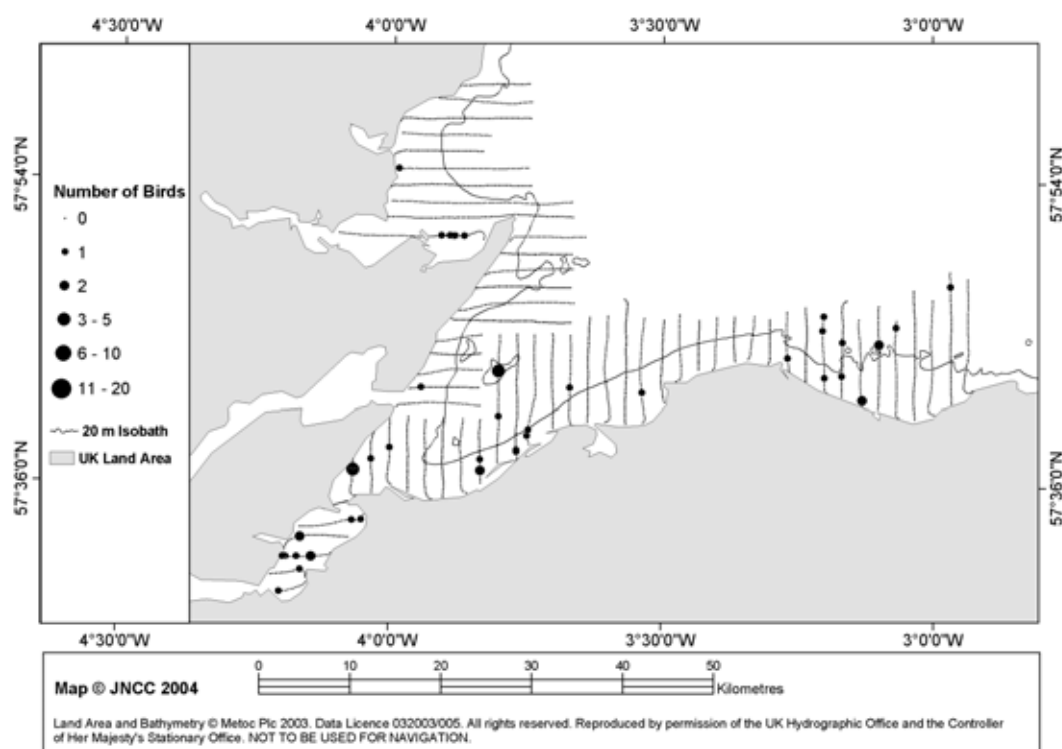 4°30'0"W 4°0'0"W 3°30'0"W 3°0'0"W
57°54'0"N 57°54'0"N
Number of Birds
0
1
2
3 - 5
6 - 10
11 - 20
20 m Isobath
UK Land Area
57°36'0"N 57°36'0"N
4°30'0"W 4°0'0"W 3°30'0"W 3°0'0"W
0 10 20 30 40 50
Kilometres
Map © JNCC 2004
Land Area and Bathymetry © Metoc Plc 2003. Data Licence 032003/005. All rights reserved. Reproduced by permission of the UK Hydrographic Office and the Controller
of Her Majesty's Stationary Office. NOT TO BE USED FOR NAVIGATION.